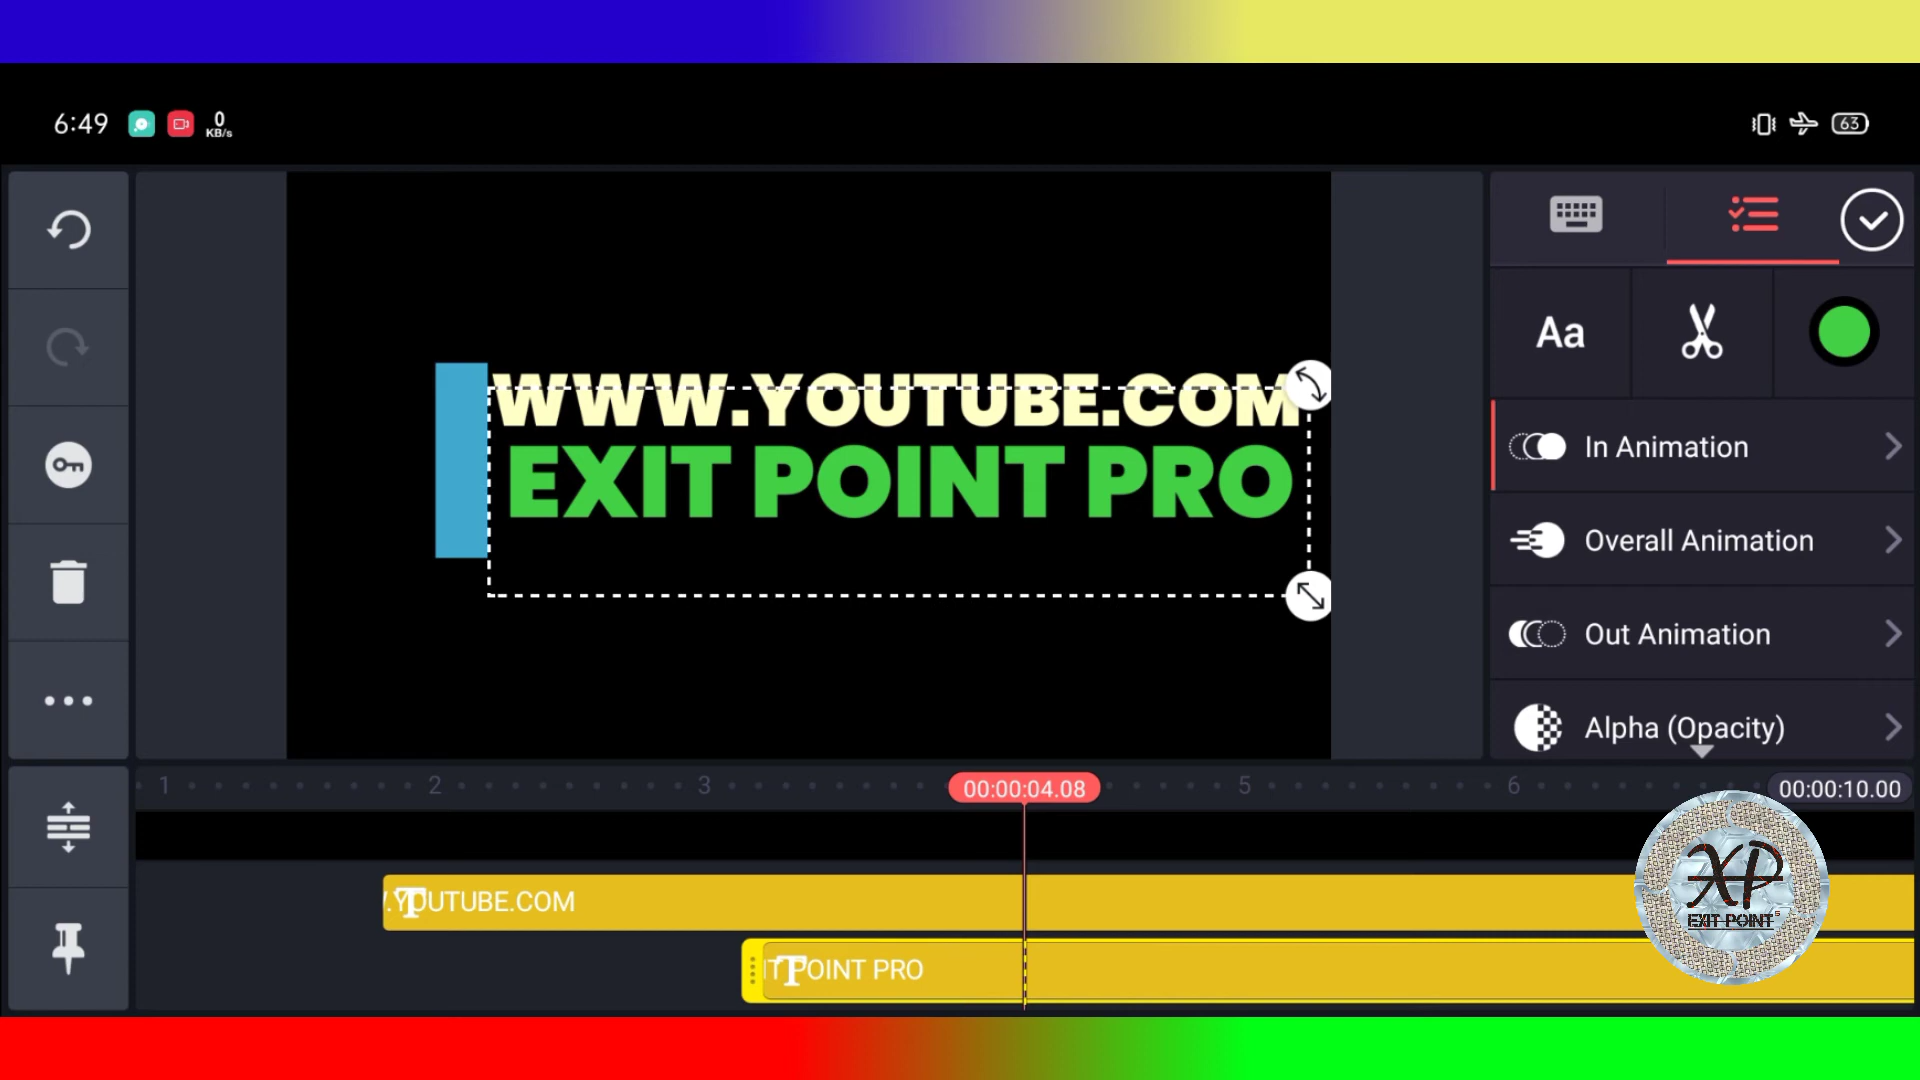 6:49
0
KB/s
63
WWW.YOUTUBE.COM
EXIT POINT PRO
Aa
In Animation
Overall Animation
Out Animation
Alpha (Opacity)
1
2
3
00:00:04.08
5
6
00:00:10.00
.YOUTUBE.COM
T
IT POINT PRO
T
XP
EXIT POINT